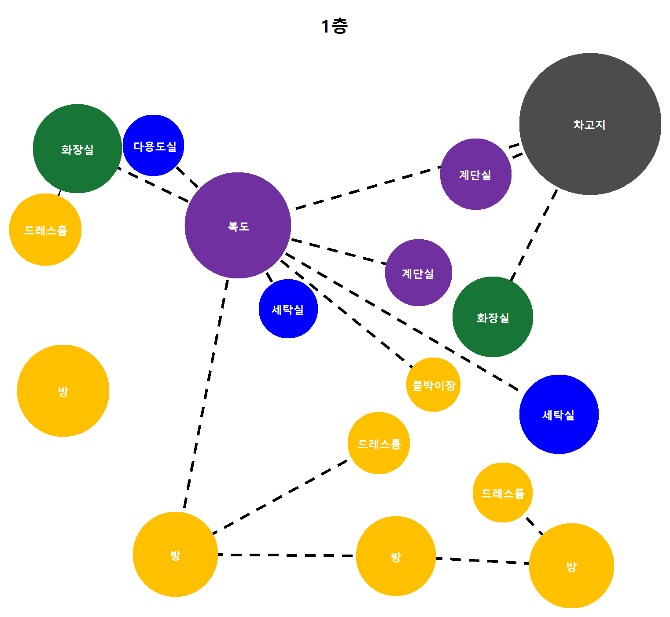 1층
차고지
화장실
다용도실
계단실
드레스룸
복도
계단실
세탁실
화장실
방
붙박이장
세탁실
드레스룸
드레스룸
방
방
방